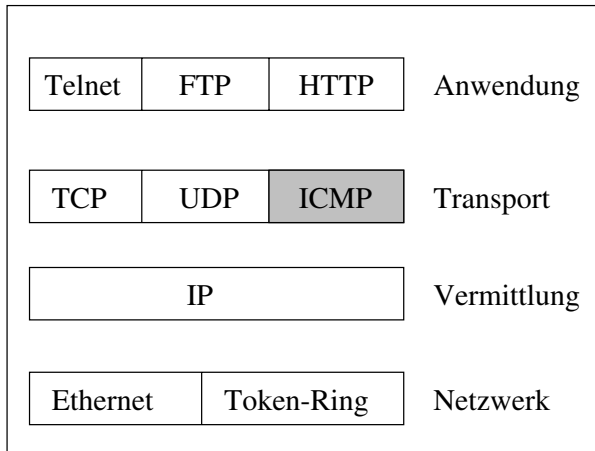 Telnet FTP HTTP Anwendung
TCP UDP ICMP Transport
IP Vermittlung
Ethernet Token-Ring Netzwerk